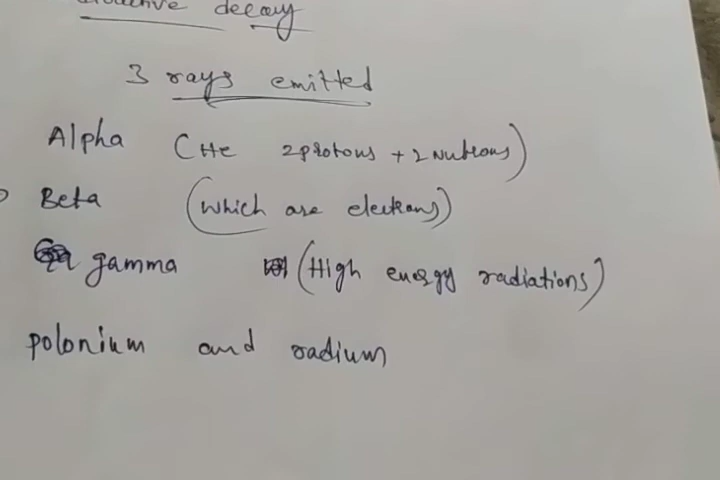 decay
3 rays emitted
Alpha (He 2protons + 2 Nutrons)
Beta (which are electrons)
gamma (High energy radiations)
polonium and radium